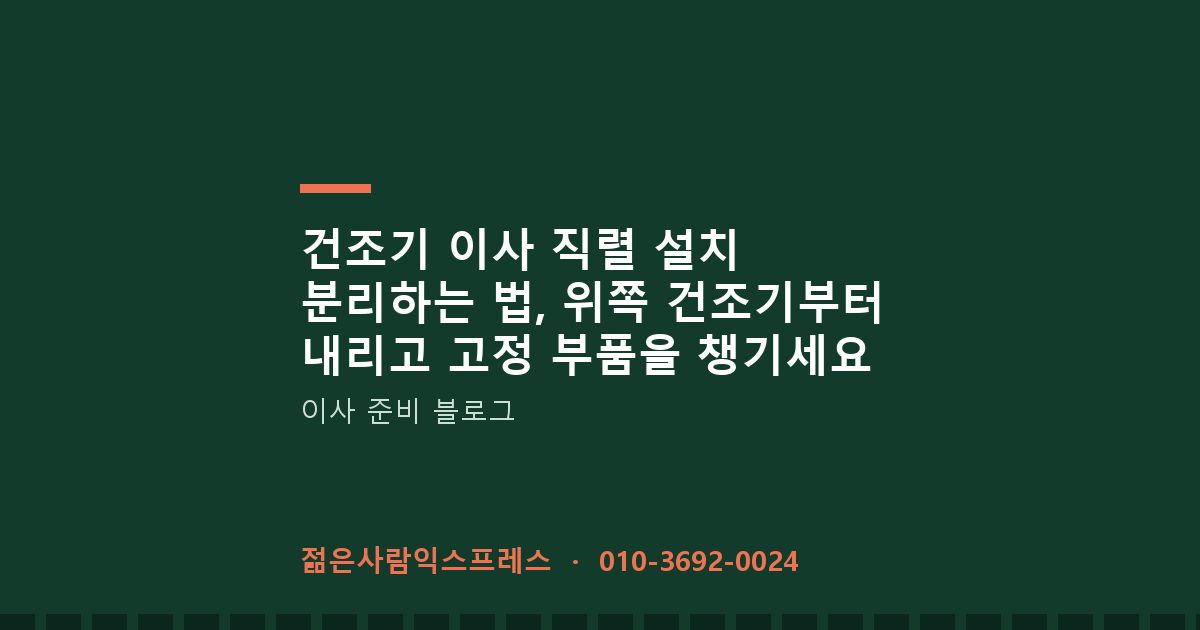 건조기 이사 직렬 설치
분리하는 법, 위쪽 건조기부터
내리고 고정 부품을 챙기세요
이사 준비 블로그
젊은사람익스프레스 · 010-3692-0024